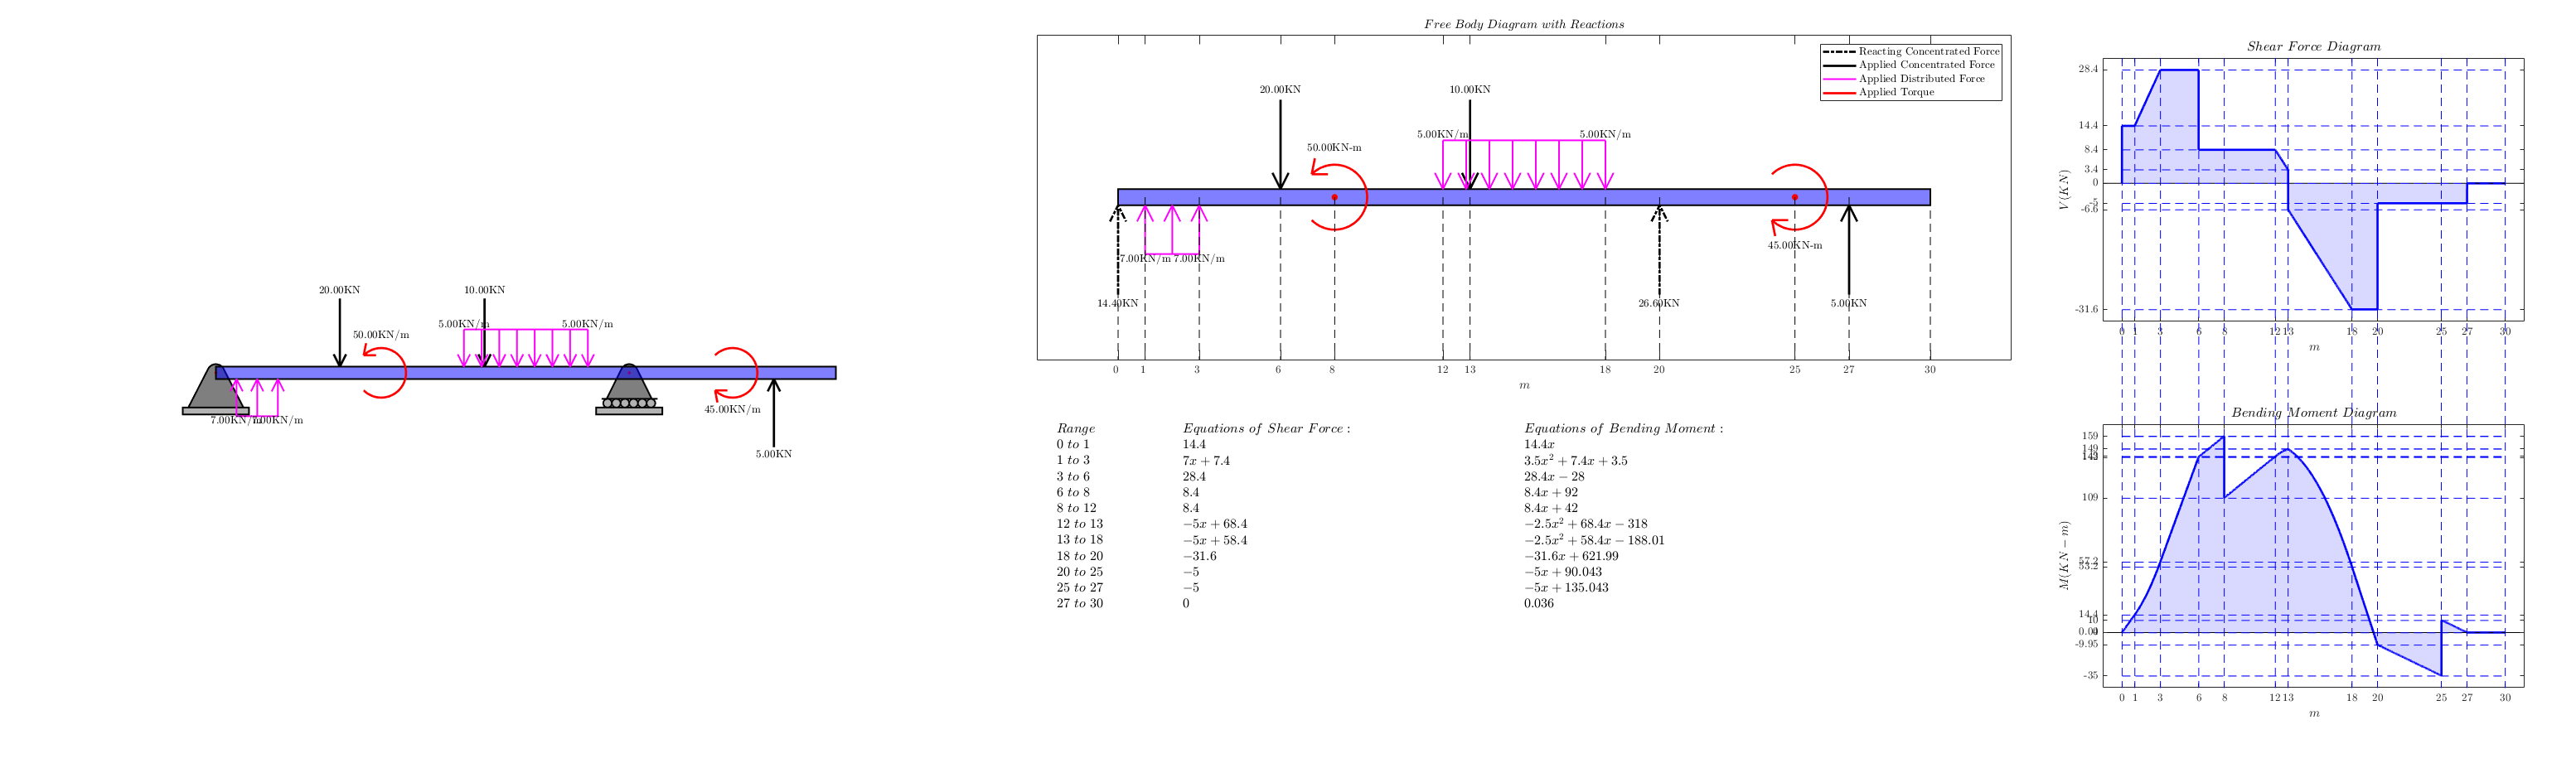 20.00KN
10.00KN
5.00KN/m
5.00KN/m
50.00KN/m
7.00KN/m
7.00KN/m
45.00KN/m
5.00KN
Free Body Diagram with Reactions
Reacting Concentrated Force
Applied Concentrated Force
Applied Distributed Force
Applied Torque
20.00KN
10.00KN
5.00KN/m
5.00KN/m
50.00KN-m
7.00KN/m
7.00KN/m
45.00KN-m
14.40KN
26.60KN
5.00KN
0 1 3 6 8 12 13 18 20 25 27 30
m
Range Equations of Shear Force : Equations of Bending Moment :
0 to 1 14.4 14.4x
1 to 3 7x + 7.4 3.5x² + 7.4x + 3.5
3 to 6 28.4 28.4x − 28
6 to 8 8.4 8.4x + 92
8 to 12 8.4 8.4x + 42
12 to 13 −5x + 68.4 −2.5x² + 68.4x − 318
13 to 18 −5x + 58.4 −2.5x² + 58.4x − 188.01
18 to 20 −31.6 −31.6x + 621.99
20 to 25 −5 −5x + 90.043
25 to 27 −5 −5x + 135.043
27 to 30 0 0.036
Shear Force Diagram
28.4
14.4
8.4
3.4
0
-5
-6.6
-31.6
V(KN)
0 1 3 6 8 12 13 18 20 25 27 30
m
Bending Moment Diagram
159
149
142
109
57.2
53.2
14.4
10
0.04
-9.95
-35
M(KN − m)
0 1 3 6 8 12 13 18 20 25 27 30
m